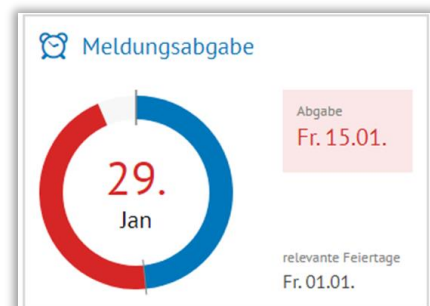 Meldungsabgabe
29.
Jan
Abgabe
Fr. 15.01.
relevante Feiertage
Fr. 01.01.